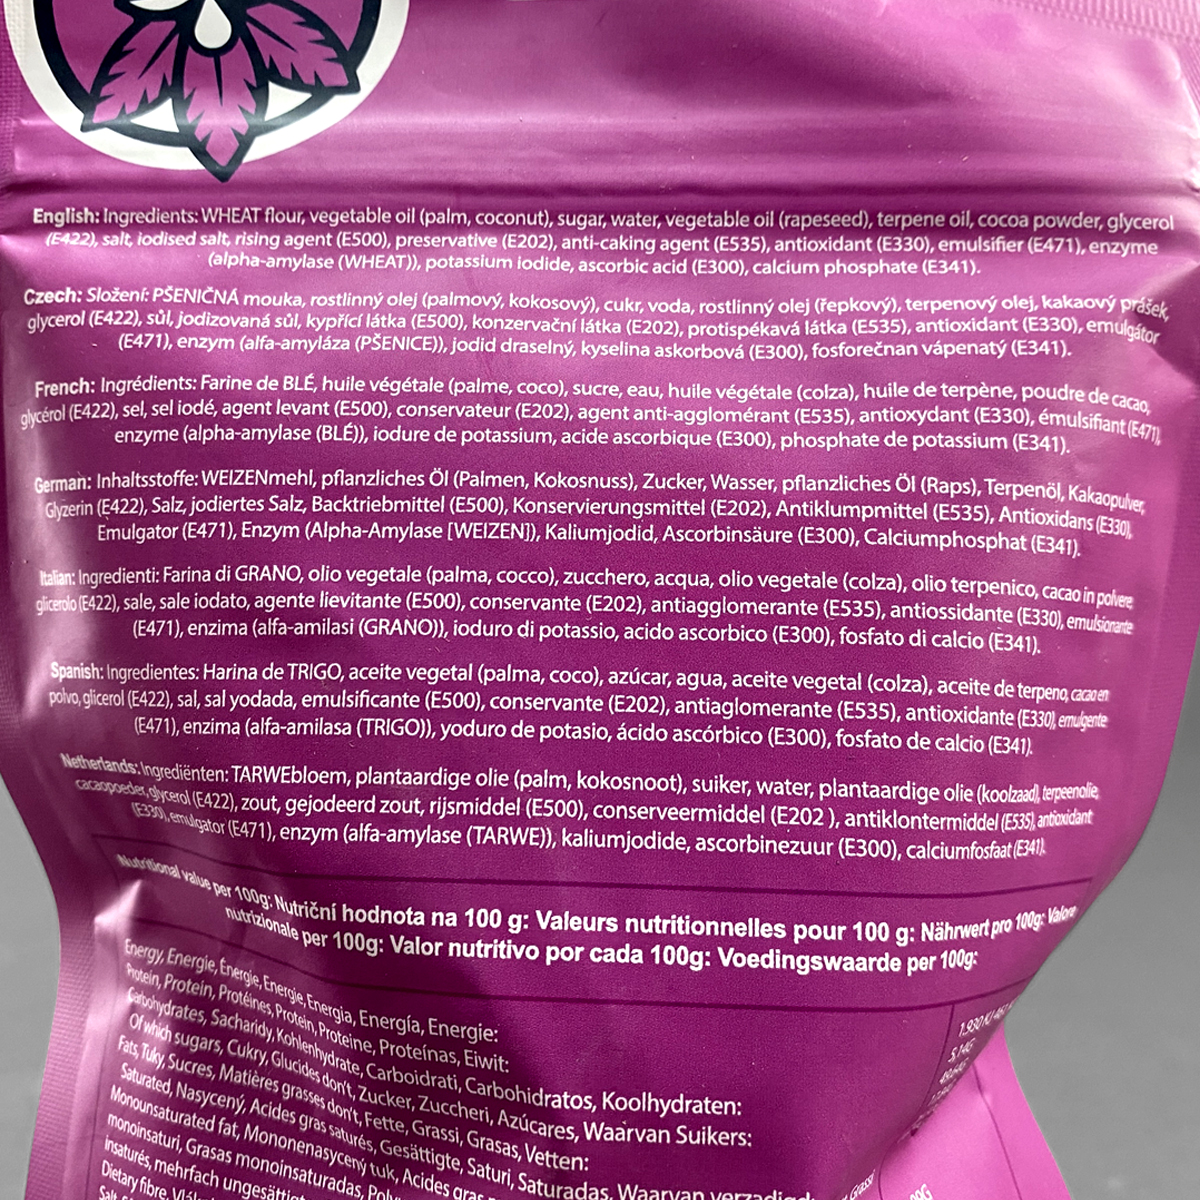 English: Ingredients: WHEAT flour, vegetable oil (palm, coconut), sugar, water, vegetable oil (rapeseed), terpene oil, cocoa powder, glycerol
(E422), salt, iodised salt, rising agent (E500), preservative (E202), anti-caking agent (E535), antioxidant (E330), emulsifier (E471), enzyme
(alpha-amylase (WHEAT)), potassium iodide, ascorbic acid (E300), calcium phosphate (E341).
Czech: Složení: PŠENIČNÁ mouka, rostlinný olej (palmový, kokosový), cukr, voda, rostlinný olej (řepkový), terpenový olej, kakaový prášek,
glycerol (E422), sůl, jodizovaná sůl, kypřící látka (E500), konzervační látka (E202), protispékavá látka (E535), antioxidant (E330), emulgátor
(E471), enzym (alfa-amyláza (PŠENICE)), jodid draselný, kyselina askorbová (E300), fosforečnan vápenatý (E341).
French: Ingrédients: Farine de BLÉ, huile végétale (palme, coco), sucre, eau, huile végétale (colza), huile de terpène, poudre de cacao,
glycérol (E422), sel, sel iodé, agent levant (E500), conservateur (E202), agent anti-agglomérant (E535), antioxydant (E330), émulsifiant (E471),
enzyme (alpha-amylase (BLÉ)), iodure de potassium, acide ascorbique (E300), phosphate de potassium (E341).
German: Inhaltsstoffe: WEIZENmehl, pflanzliches Öl (Palmen, Kokosnuss), Zucker, Wasser, pflanzliches Öl (Raps), Terpenöl, Kakaopulver,
Glyzerin (E422), Salz, jodiertes Salz, Backtriebmittel (E500), Konservierungsmittel (E202), Antiklumpmittel (E535), Antioxidans (E330),
Emulgator (E471), Enzym (Alpha-Amylase [WEIZEN]), Kaliumjodid, Ascorbinsäure (E300), Calciumphosphat (E341).
Italian: Ingredienti: Farina di GRANO, olio vegetale (palma, cocco), zucchero, acqua, olio vegetale (colza), olio terpenico, cacao in polvere
glicerolo (E422), sale, sale iodato, agente lievitante (E500), conservante (E202), antiagglomerante (E535), antiossidante (E330), emulsionante
(E471), enzima (alfa-amilasi (GRANO)), ioduro di potassio, acido ascorbico (E300), fosfato di calcio (E341).
Spanish: Ingredientes: Harina de TRIGO, aceite vegetal (palma, coco), azúcar, agua, aceite vegetal (colza), aceite de terpeno, cacao en
polvo, glicerol (E422), sal, sal yodada, emulsificante (E500), conservante (E202), antiaglomerante (E535), antioxidante (E330), emulgente
(E471), enzima (alfa-amilasa (TRIGO)), yoduro de potasio, ácido ascórbico (E300), fosfato de calcio (E341).
Netherlands: Ingrediënten: TARWEbloem, plantaardige olie (palm, kokosnoot), suiker, water, plantaardige olie (koolzaad), terpeenolie,
cacaopoeder, glycerol (E422), zout, gejodeerd zout, rijsmiddel (E500), conserveermiddel (E202 ), antiklontermiddel (E535), antioxidant
(E330), emulgator (E471), enzym (alfa-amylase (TARWE)), kaliumjodide, ascorbinezuur (E300), calciumfosfaat (E341).
Nutritional value per 100g: Nutriční hodnota na 100 g: Valeurs nutritionnelles pour 100 g: Nährwert pro 100g: Valore
nutrizionale per 100g: Valor nutritivo por cada 100g: Voedingswaarde per 100g:
Energy, Energie, Énergie, Energie, Energia, Energía, Energie:
Protein, Protein, Protéines, Protein, Proteine, Proteínas, Eiwit:
Carbohydrates, Sacharidy, Kohlenhydrate, Carboidrati, Carbohidratos, Koolhydraten:
Of which sugars, Cukry, Glucides don't, Zucker, Zuccheri, Azúcares, Waarvan Suikers:
Fats, Tuky, Sucres, Matières grasses don't, Fette, Grassi, Grasas, Vetten:
Saturated, Nasycený, Acides gras saturés, Gesättigte, Saturi, Saturadas, Waarvan
Monounsaturated fat, Mononenasycený tuk, Acides gras
monoinsaturi, Grasas monoinsaturadas,
insaturés, mehrfach
Dietary fibre,